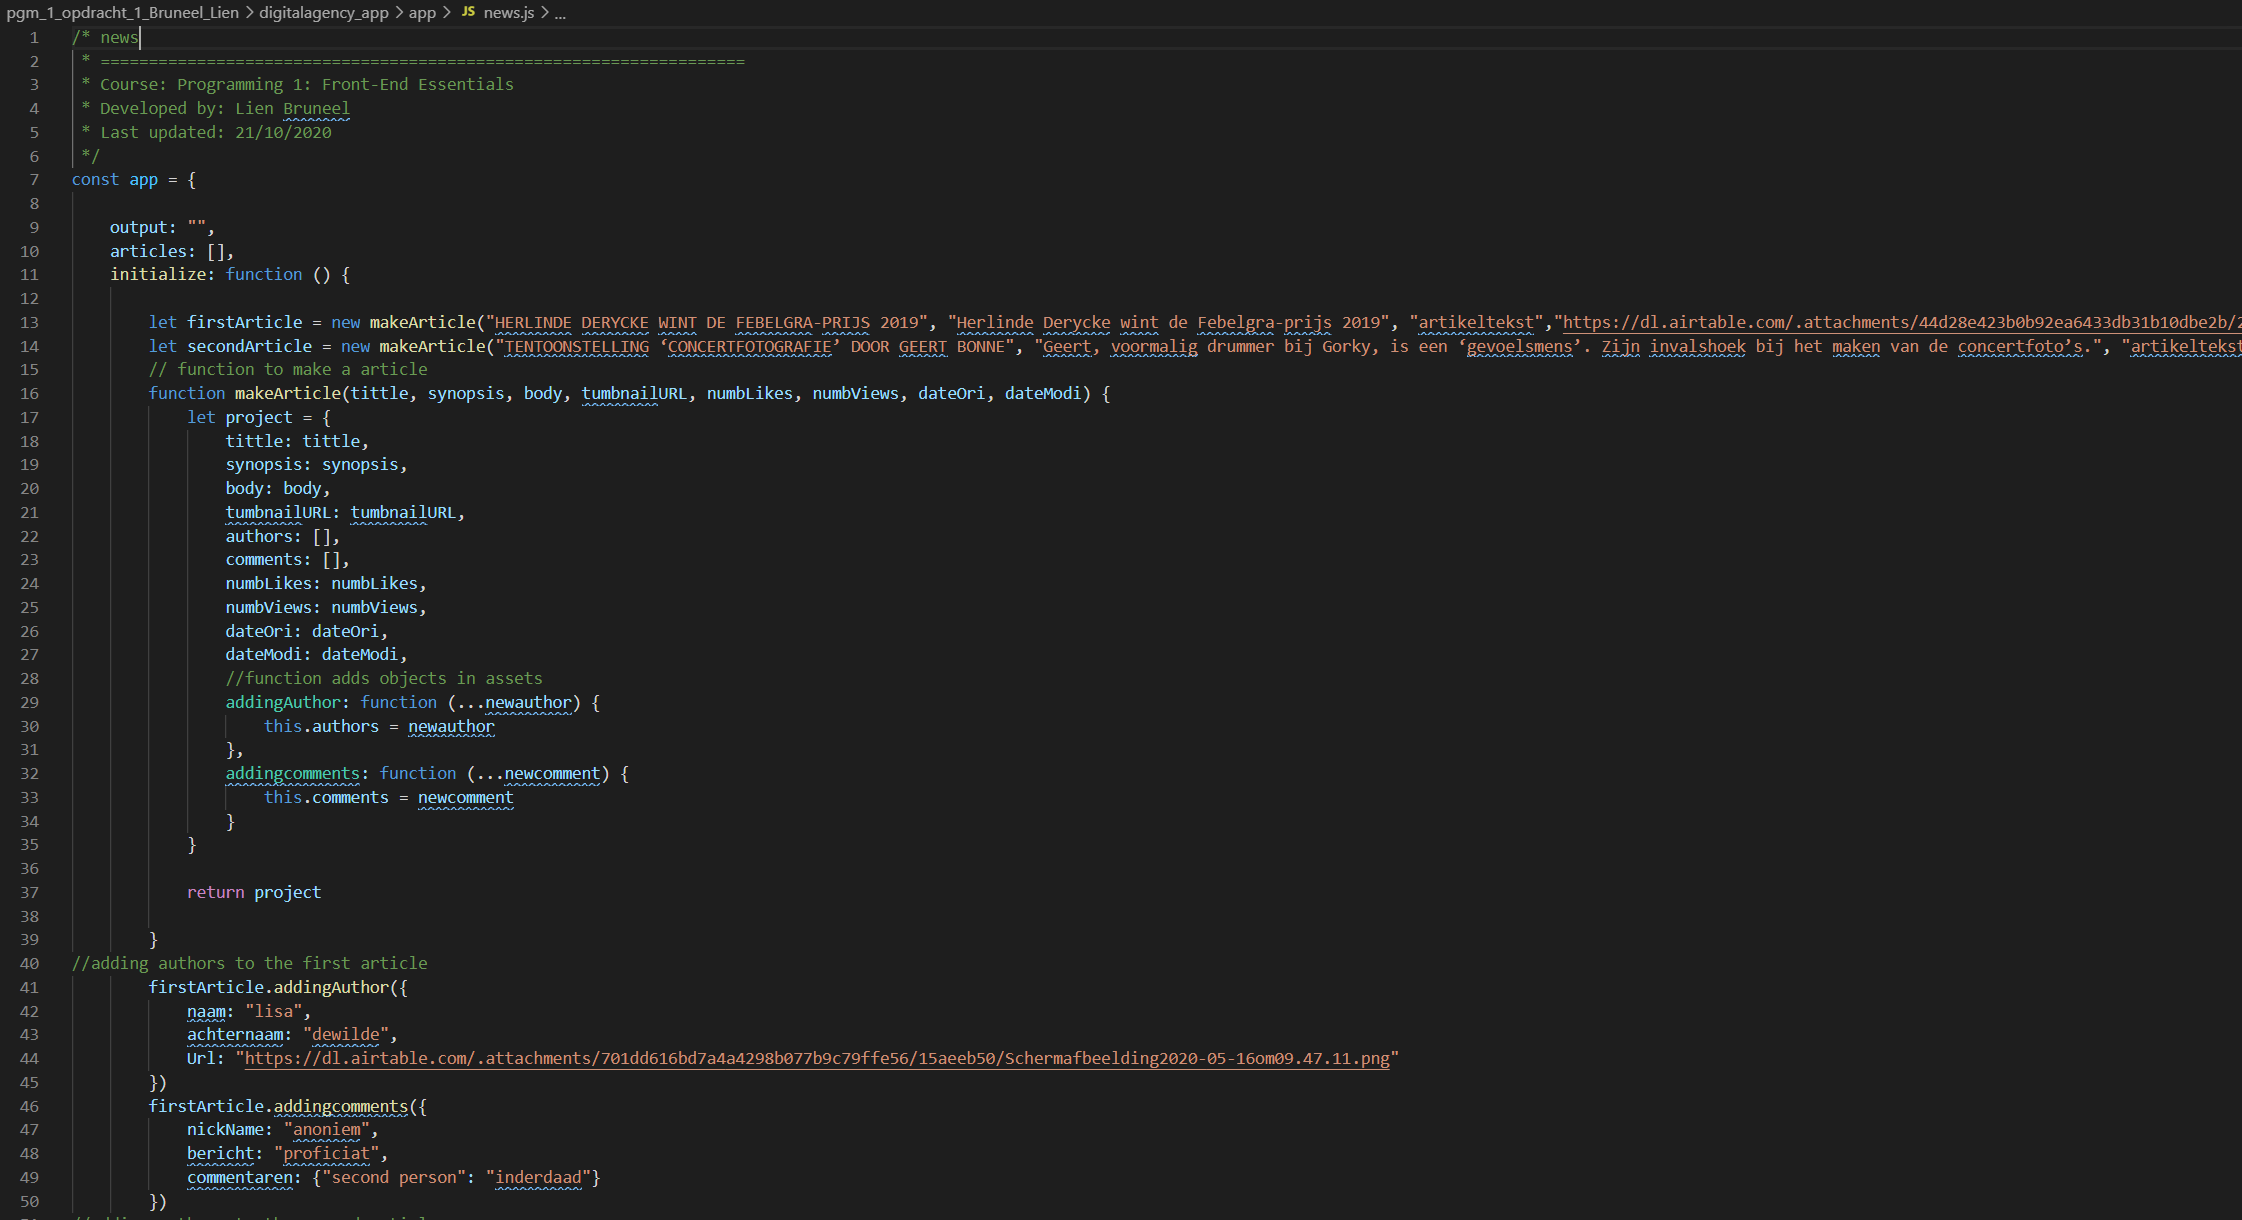 pgm_1_opdracht_1_Bruneel_Lien > digitalagency_app > app > JS news.js > ...
1 /* news
2 * ===================================================================
3 * Course: Programming 1: Front-End Essentials
4 * Developed by: Lien Bruneel
5 * Last updated: 21/10/2020
6 */
7 const app = {
8
9 output: "",
10 articles: [],
11 initialize: function () {
12
13 let firstArticle = new makeArticle("HERLINDE DERYCKE WINT DE FEBELGRA-PRIJS 2019", "Herlinde Derycke wint de Febelgra-prijs 2019", "artikeltekst","https://dl.airtable.com/.attachments/44d28e423b0b92ea6433db31b10dbe2b/2
14 let secondArticle = new makeArticle("TENTOONSTELLING ‘CONCERTFOTOGRAFIE’ DOOR GEERT BONNE", "Geert, voormalig drummer bij Gorky, is een ‘gevoelsmens’. Zijn invalshoek bij het maken van de concertfoto’s.", "artikeltekst
15 // function to make a article
16 function makeArticle(tittle, synopsis, body, tumbnailURL, numbLikes, numbViews, dateOri, dateModi) {
17 let project = {
18 tittle: tittle,
19 synopsis: synopsis,
20 body: body,
21 tumbnailURL: tumbnailURL,
22 authors: [],
23 comments: [],
24 numbLikes: numbLikes,
25 numbViews: numbViews,
26 dateOri: dateOri,
27 dateModi: dateModi,
28 //function adds objects in assets
29 addingAuthor: function (...newauthor) {
30 this.authors = newauthor
31 },
32 addingcomments: function (...newcomment) {
33 this.comments = newcomment
34 }
35 }
36
37 return project
38
39 }
40 //adding authors to the first article
41 firstArticle.addingAuthor({
42 naam: "lisa",
43 achternaam: "dewilde",
44 Url: "https://dl.airtable.com/.attachments/701dd616bd7a4a4298b077b9c79ffe56/15aeeb50/Schermafbeelding2020-05-16om09.47.11.png"
45 })
46 firstArticle.addingcomments({
47 nickName: "anoniem",
48 bericht: "proficiat",
49 commentaren: {"second person": "inderdaad"}
50 })